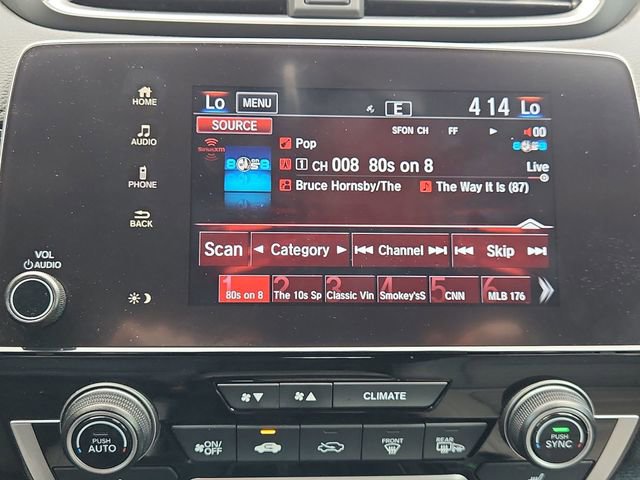 HOME
AUDIO
PHONE
BACK
VOL
AUDIO
Lo MENU E 4 14 Lo
SOURCE SFON CH FF 00
SiriusXM Pop
1 CH 008 80s on 8 Live
Bruce Hornsby/The The Way It Is (87)
Scan Category Channel Skip
1 2 3 4 5 6
80s on 8 The 10s Sp Classic Vin Smokey'sS CNN MLB 176
CLIMATE
PUSH AUTO
ON/OFF
FRONT
REAR
PUSH SYNC